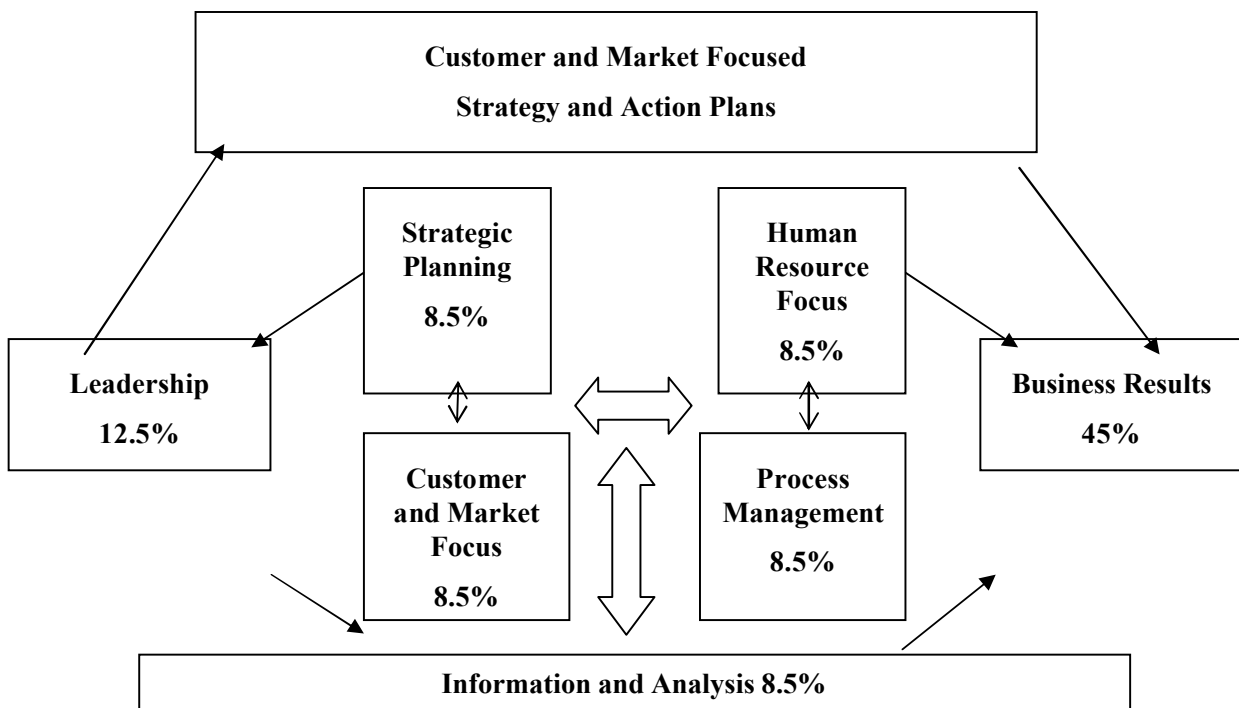 Customer and Market Focused
Strategy and Action Plans
Strategic
Planning
8.5%
Human
Resource
Focus
8.5%
Leadership
12.5%
Business Results
45%
Customer
and Market
Focus
8.5%
Process
Management
8.5%
Information and Analysis 8.5%